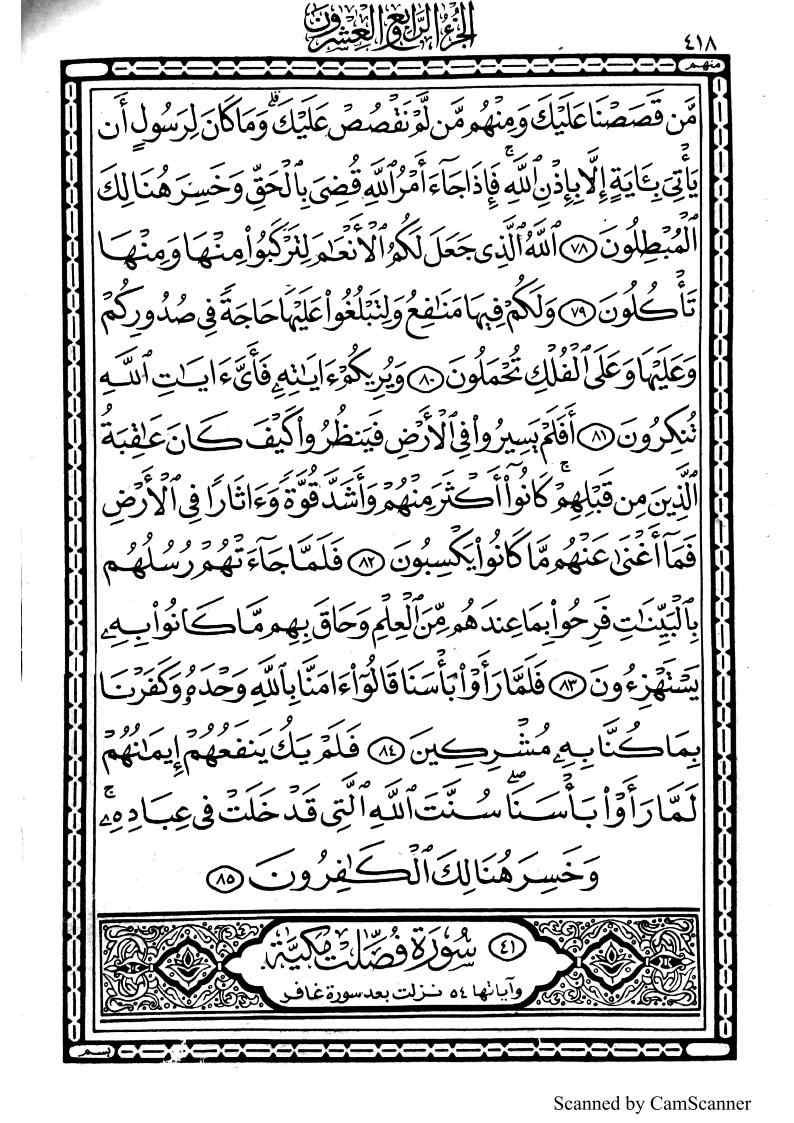 الجزء الرابع والعشرون
٤١٨
منهم
مَّن قَصَصْنَا عَلَيْكَ وَمِنْهُم مَّن لَّمْ نَقْصُصْ عَلَيْكَ ۗ وَمَا كَانَ لِرَسُولٍ أَن
يَأْتِيَ بِـَٔايَةٍ إِلَّا بِإِذْنِ ٱللَّهِ ۚ فَإِذَا جَآءَ أَمْرُ ٱللَّهِ قُضِيَ بِٱلْحَقِّ وَخَسِرَ هُنَالِكَ
ٱلْمُبْطِلُونَ ٧٨ ٱللَّهُ ٱلَّذِي جَعَلَ لَكُمُ ٱلْأَنْعَٰمَ لِتَرْكَبُوا۟ مِنْهَا وَمِنْهَا
تَأْكُلُونَ ٧٩ وَلَكُمْ فِيهَا مَنَٰفِعُ وَلِتَبْلُغُوا۟ عَلَيْهَا حَاجَةً فِي صُدُورِكُمْ
وَعَلَيْهَا وَعَلَى ٱلْفُلْكِ تُحْمَلُونَ ٨٠ وَيُرِيكُمْ ءَايَٰتِهِۦ فَأَيَّ ءَايَٰتِ ٱللَّهِ
تُنكِرُونَ ٨١ أَفَلَمْ يَسِيرُوا۟ فِي ٱلْأَرْضِ فَيَنظُرُوا۟ كَيْفَ كَانَ عَٰقِبَةُ
ٱلَّذِينَ مِن قَبْلِهِمْ ۚ كَانُوٓا۟ أَكْثَرَ مِنْهُمْ وَأَشَدَّ قُوَّةً وَءَاثَارًا فِي ٱلْأَرْضِ
فَمَآ أَغْنَىٰ عَنْهُم مَّا كَانُوا۟ يَكْسِبُونَ ٨٢ فَلَمَّا جَآءَتْهُمْ رُسُلُهُم
بِٱلْبَيِّنَٰتِ فَرِحُوا۟ بِمَا عِندَهُم مِّنَ ٱلْعِلْمِ وَحَاقَ بِهِم مَّا كَانُوا۟ بِهِۦ
يَسْتَهْزِءُونَ ٨٣ فَلَمَّا رَأَوْا۟ بَأْسَنَا قَالُوٓا۟ ءَامَنَّا بِٱللَّهِ وَحْدَهُۥ وَكَفَرْنَا
بِمَا كُنَّا بِهِۦ مُشْرِكِينَ ٨٤ فَلَمْ يَكُ يَنفَعُهُمْ إِيمَٰنُهُمْ
لَمَّا رَأَوْا۟ بَأْسَنَا ۖ سُنَّتَ ٱللَّهِ ٱلَّتِي قَدْ خَلَتْ فِي عِبَادِهِۦ ۖ
وَخَسِرَ هُنَالِكَ ٱلْكَٰفِرُونَ ٨٥
٤١ سُورَةُ فُصِّلَتْ مَكِّيَّة
وآياتها ٥٤ نزلت بعد سورة غافر
بسم
Scanned by CamScanner